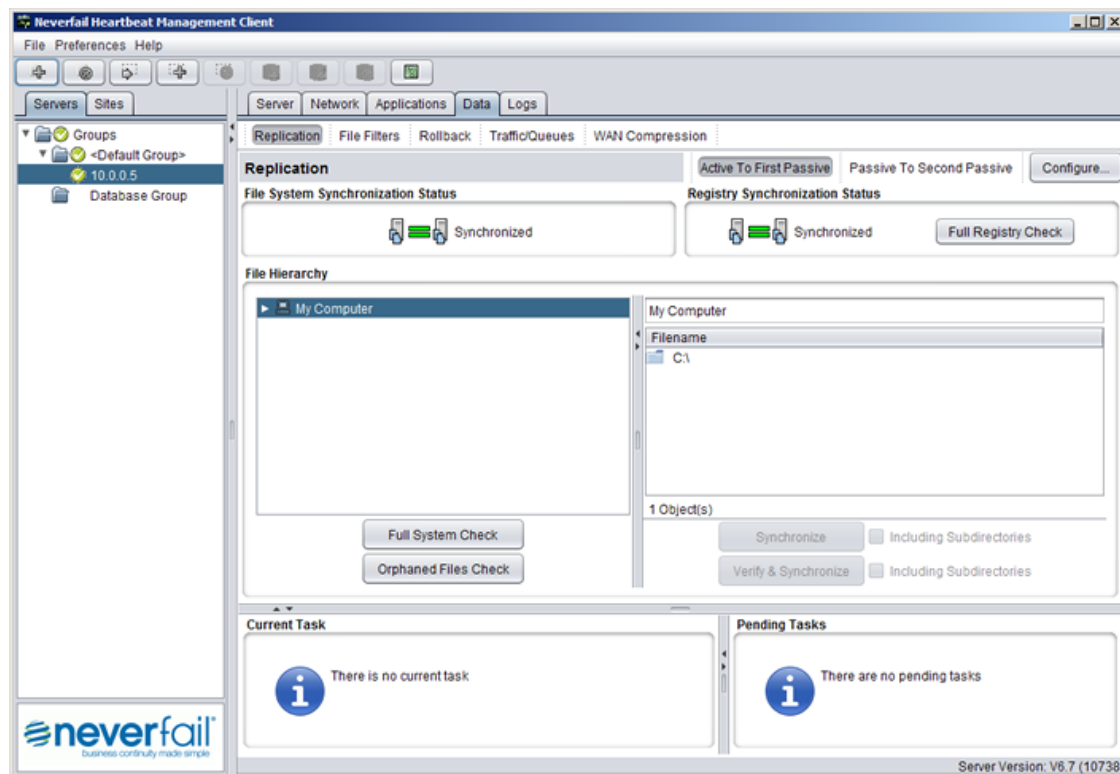 Neverfail Heartbeat Management Client
File Preferences Help
Servers Sites
Server Network Applications Data Logs
Groups
<Default Group>
10.0.0.5
Database Group
Replication File Filters Rollback Traffic/Queues WAN Compression
Replication
Active To First Passive Passive To Second Passive Configure...
File System Synchronization Status
Registry Synchronization Status
Synchronized
Synchronized Full Registry Check
File Hierarchy
My Computer
My Computer
Filename
C:\
1 Object(s)
Full System Check
Synchronize Including Subdirectories
Orphaned Files Check
Verify & Synchronize Including Subdirectories
Current Task
Pending Tasks
There is no current task
There are no pending tasks
neverfail
business continuity made simple
Server Version: V6.7 (10738